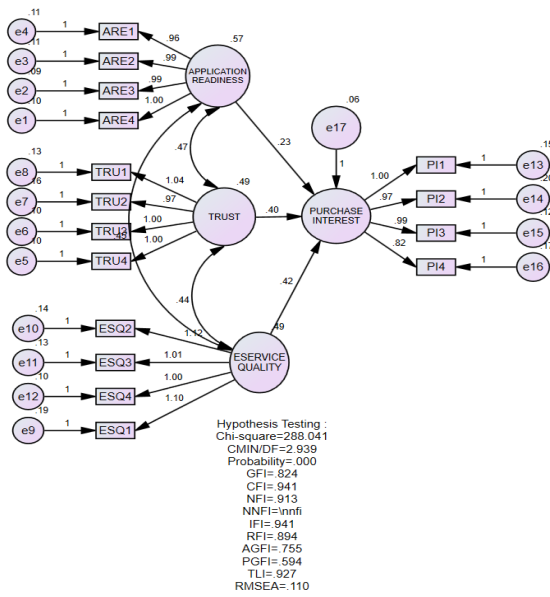 .11
e4 1 ARE1
.11
e3 1 ARE2
.09
e2 1 ARE3
.10
e1 1 ARE4
.96
.99
.99
1.00
.57
APPLICATION
READINESS
.13
e8 1 TRU1
.16
e7 1 TRU2
.10
e6 1 TRU3
.10
e5 1 TRU4
1.04
.97
1.00
1.00
.49
TRUST
.47
.49
.44
.14
e10 1 ESQ2
.13
e11 1 ESQ3
.10
e12 1 ESQ4
.19
e9 1 ESQ1
1.12
1.01
1.00
1.10
.49
ESERVICE
QUALITY
.23
.40
.42
.06
e17
1
PURCHASE
INTEREST
1.00
.97
.99
.82
PI1 1 e13
PI2 1 e14
.20
PI3 1 e15
.12
PI4 1 e16
.17
Hypothesis Testing :
Chi-square=288.041
CMIN/DF=2.939
Probability=.000
GFI=.824
CFI=.941
NFI=.913
NNFI=\nnfi
IFI=.941
RFI=.894
AGFI=.755
PGFI=.594
TLI=.927
RMSEA=.110